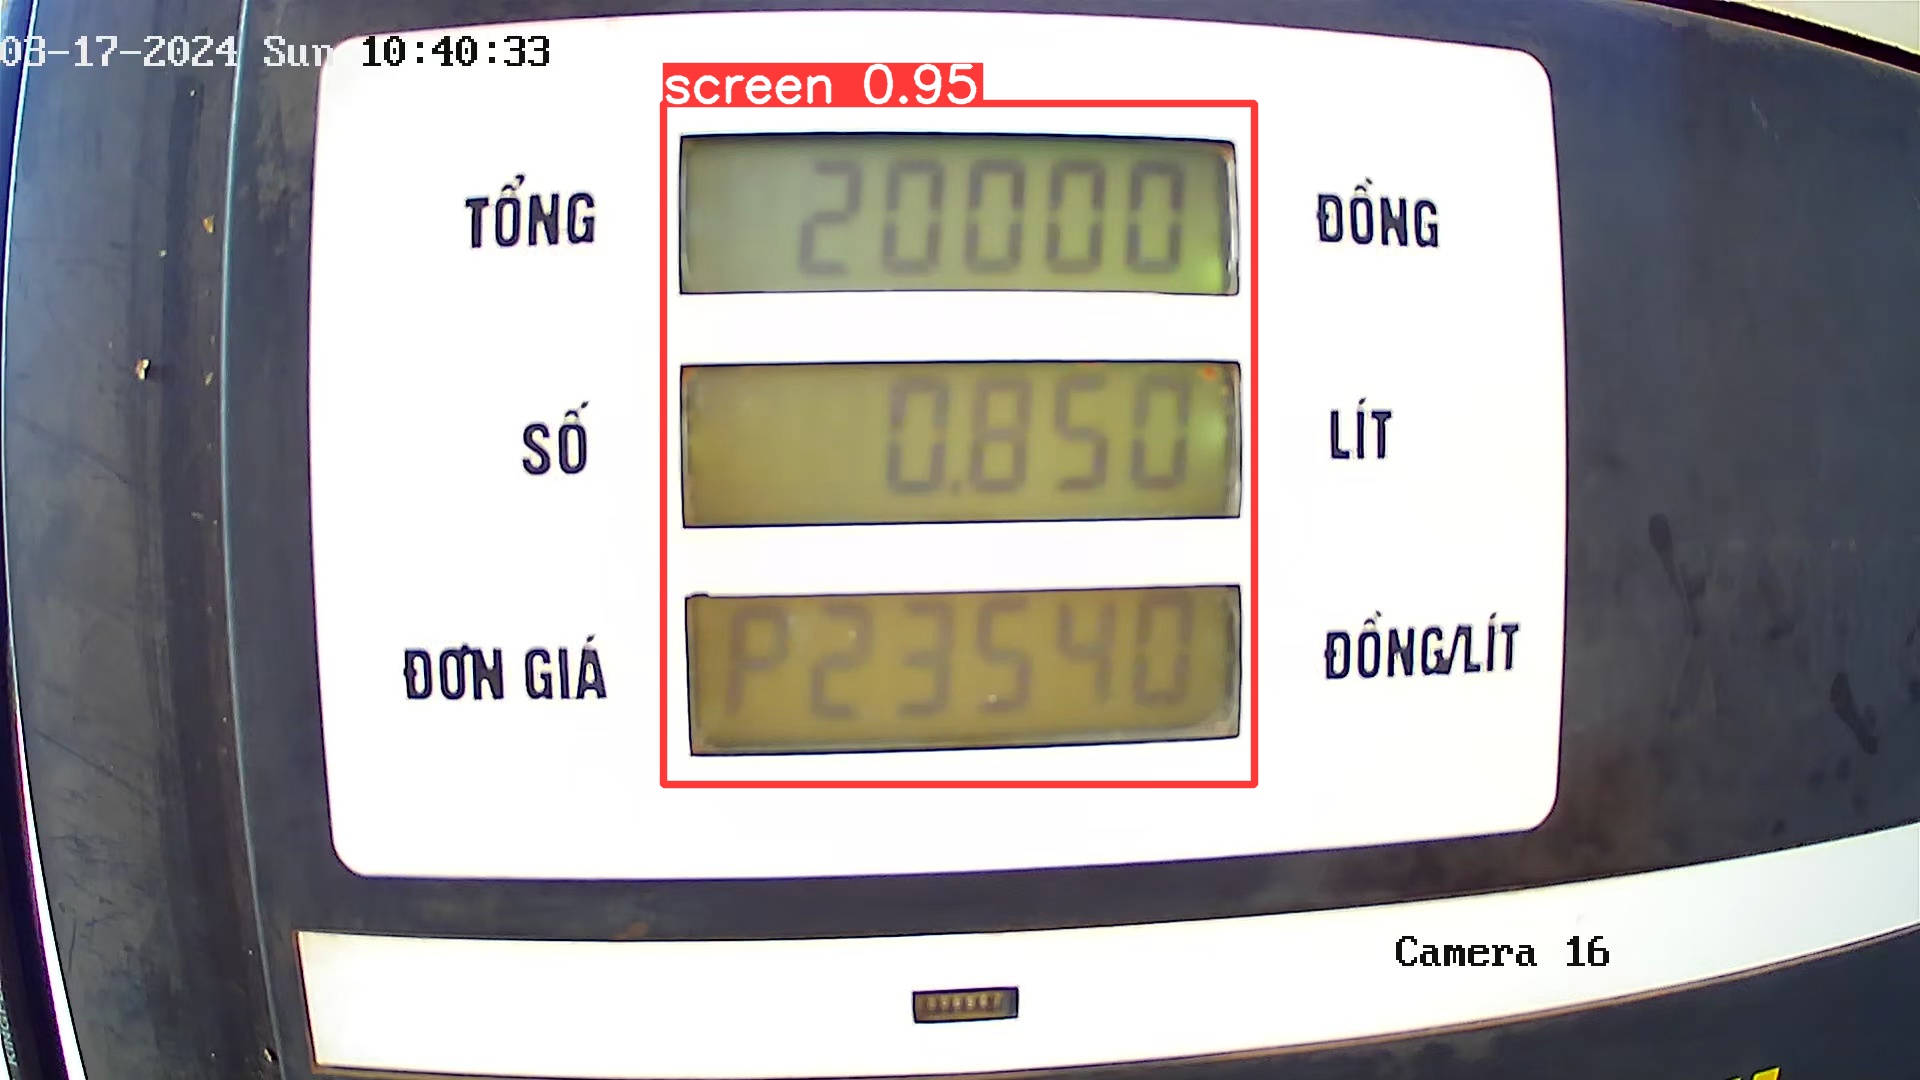 03-17-2024 Sun 10:40:33
screen 0.95
TỔNG 20000 ĐỒNG
SỐ 0.850 LÍT
ĐƠN GIÁ P23540 ĐỒNG/LÍT
Camera 16